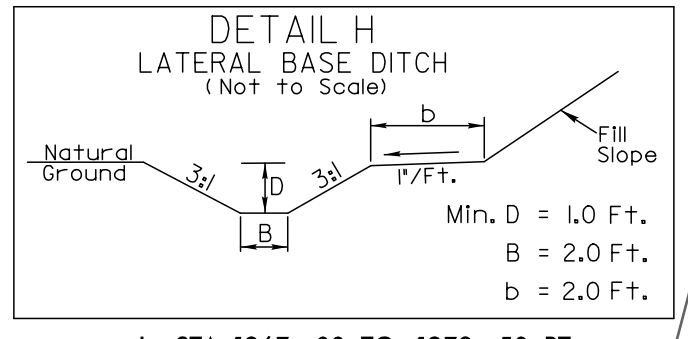 DETAIL H
LATERAL BASE DITCH
(Not to Scale)
b
Natural
Ground
3:1
D
3:1
1"/Ft.
Fill
Slope
B
Min. D = 1.0 Ft.
B = 2.0 Ft.
b = 2.0 Ft.